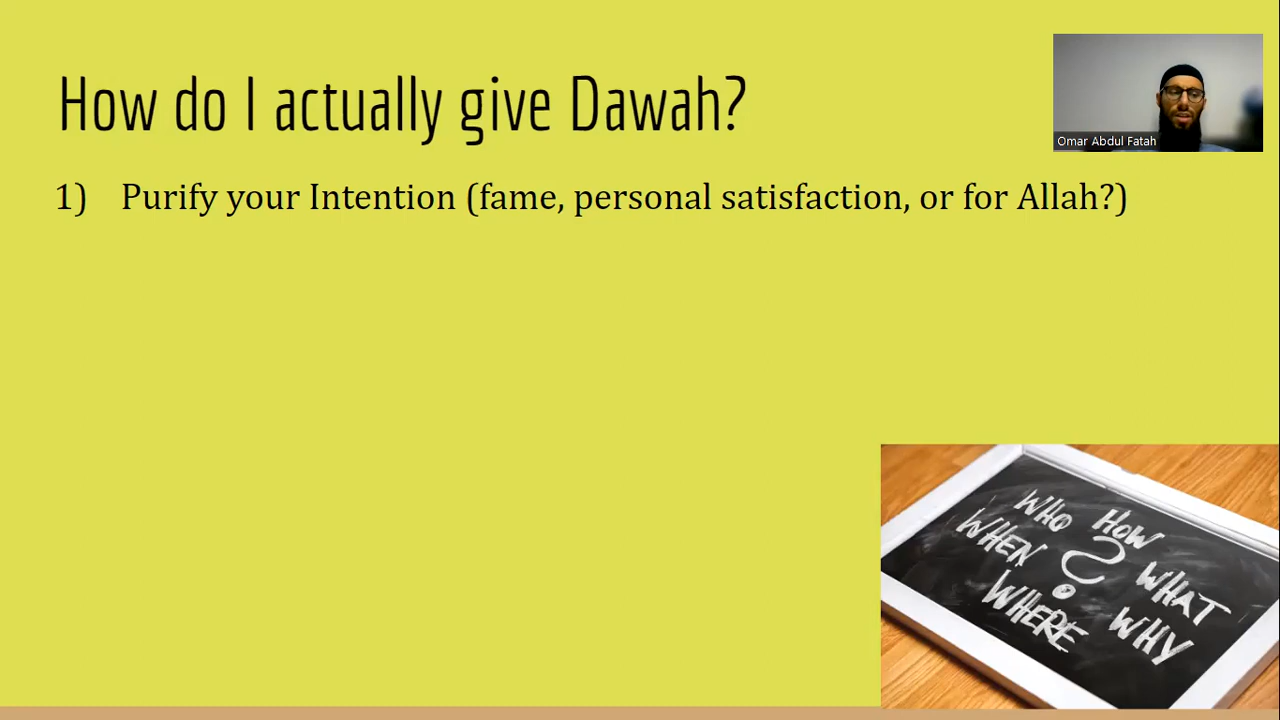 How do I actually give Dawah?
Omar Abdul Fatah
1) Purify your Intention (fame, personal satisfaction, or for Allah?)
WHO HOW
WHEN ? WHAT
WHERE WHY